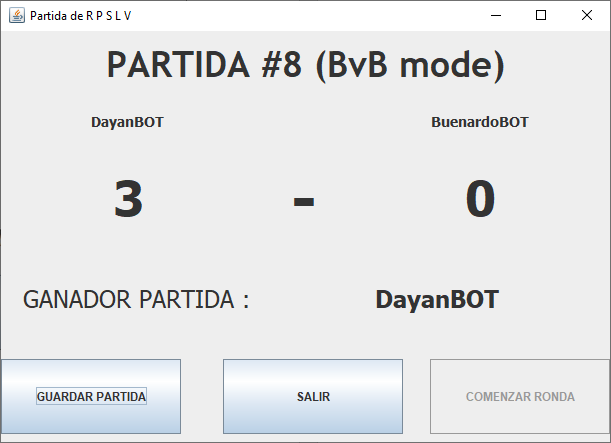 Partida de R P S L V
PARTIDA #8 (BvB mode)
DayanBOT BuenardoBOT
3 - 0
GANADOR PARTIDA : DayanBOT
GUARDAR PARTIDA SALIR COMENZAR RONDA